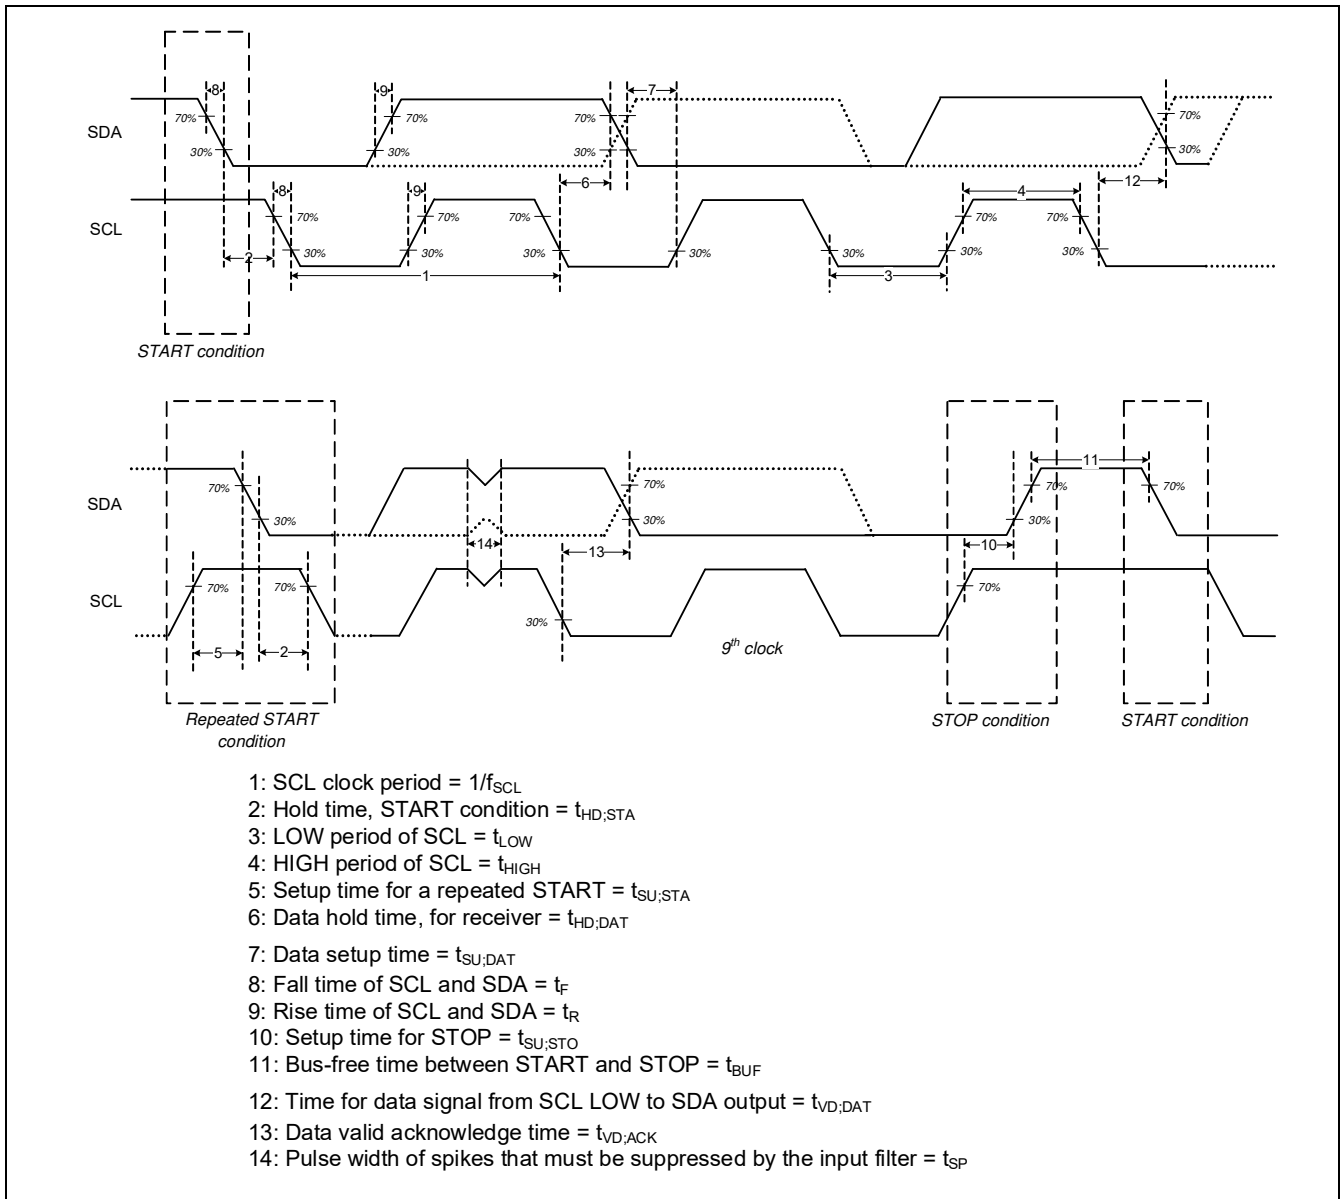 8 9 7
70% 70% 70% 70%
SDA
30% 30% 30% 30%
6 12
8 9 4
70% 70% 70% 70% 70%
SCL
30% 30% 30% 30% 30% 30%
2 1 3
START condition
11
70% 70% 70% 70%
SDA
30% 30% 30%
14 13 10
70% 70% 70%
SCL
30%
5 2 9th clock
Repeated START
condition
STOP condition START condition
1: SCL clock period = 1/fSCL
2: Hold time, START condition = tHD;STA
3: LOW period of SCL = tLOW
4: HIGH period of SCL = tHIGH
5: Setup time for a repeated START = tSU;STA
6: Data hold time, for receiver = tHD;DAT
7: Data setup time = tSU;DAT
8: Fall time of SCL and SDA = tF
9: Rise time of SCL and SDA = tR
10: Setup time for STOP = tSU;STO
11: Bus-free time between START and STOP = tBUF
12: Time for data signal from SCL LOW to SDA output = tVD;DAT
13: Data valid acknowledge time = tVD;ACK
14: Pulse width of spikes that must be suppressed by the input filter = tSP